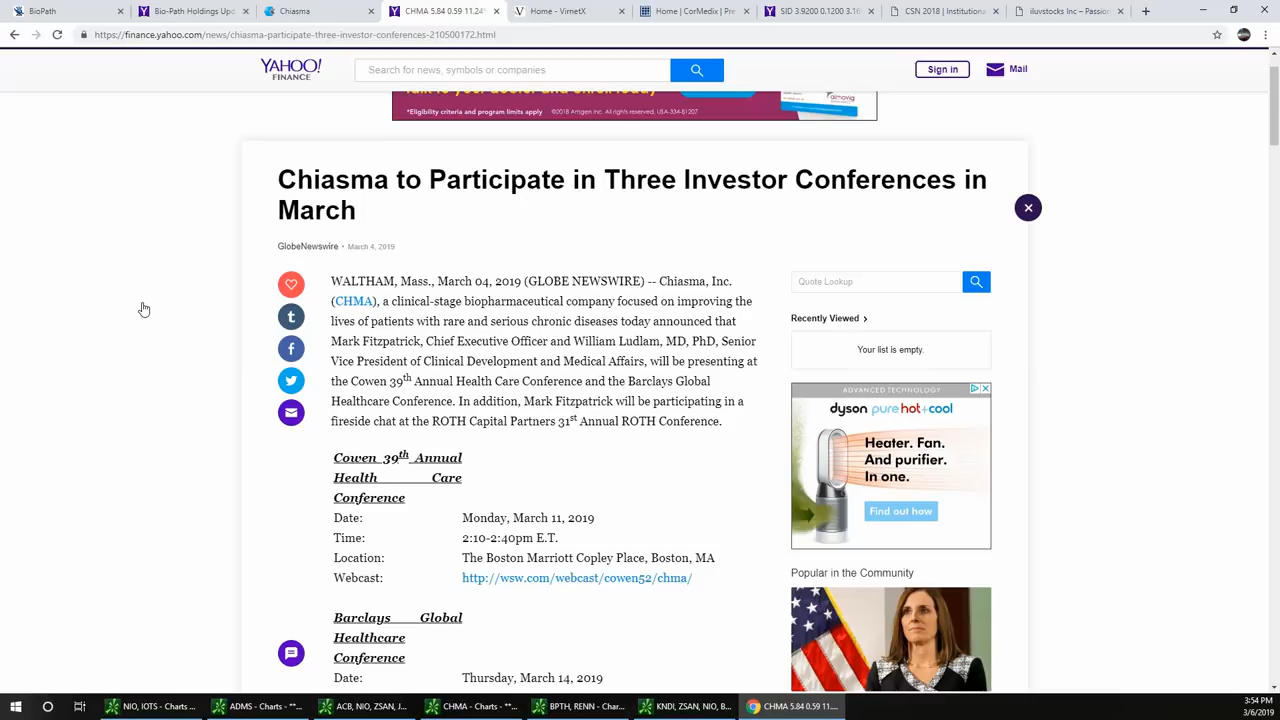 BioPath
Bio-Path Holdings Upd
Chiasma
CHMA 5.84 0.59 11.24%
Home - VirnetX
Home | CorMedix | Pre
SID 3.9200 0.1200 3.16
CSN 2018 | Institutiona
iluvstocks Inc – Passion
https://finance.yahoo.com/news/chiasma-participate-three-investor-conferences-210500172.html
YAHOO!
FINANCE
Search for news, symbols or companies
Sign in
Mail
*Eligibility criteria and program limits apply ©2018 Amgen Inc. All rights reserved. USA-334-81207
aimovig
Chiasma to Participate in Three Investor Conferences in
March
GlobeNewswire • March 4, 2019
WALTHAM, Mass., March 04, 2019 (GLOBE NEWSWIRE) -- Chiasma, Inc.
(CHMA), a clinical-stage biopharmaceutical company focused on improving the
lives of patients with rare and serious chronic diseases today announced that
Mark Fitzpatrick, Chief Executive Officer and William Ludlam, MD, PhD, Senior
Vice President of Clinical Development and Medical Affairs, will be presenting at
the Cowen 39th Annual Health Care Conference and the Barclays Global
Healthcare Conference. In addition, Mark Fitzpatrick will be participating in a
fireside chat at the ROTH Capital Partners 31st Annual ROTH Conference.
Cowen 39th Annual
Health Care
Conference
Date: Monday, March 11, 2019
Time: 2:10-2:40pm E.T.
Location: The Boston Marriott Copley Place, Boston, MA
Webcast: http://wsw.com/webcast/cowen52/chma/
Barclays Global
Healthcare
Conference
Date: Thursday, March 14, 2019
Quote Lookup
Recently Viewed
Your list is empty.
ADVANCED TECHNOLOGY?
dyson pure hot+cool
Heater. Fan.
And purifier.
In one.
Find out how
Popular in the Community
NIO, IOTS - Charts ...
ADMS - Charts - **...
ACB, NIO, ZSAN, J...
CHMA - Charts - **...
BPTH, RENN - Char...
KNDI, ZSAN, NIO, B...
CHMA 5.84 0.59 11....
3:54 PM
3/6/2019